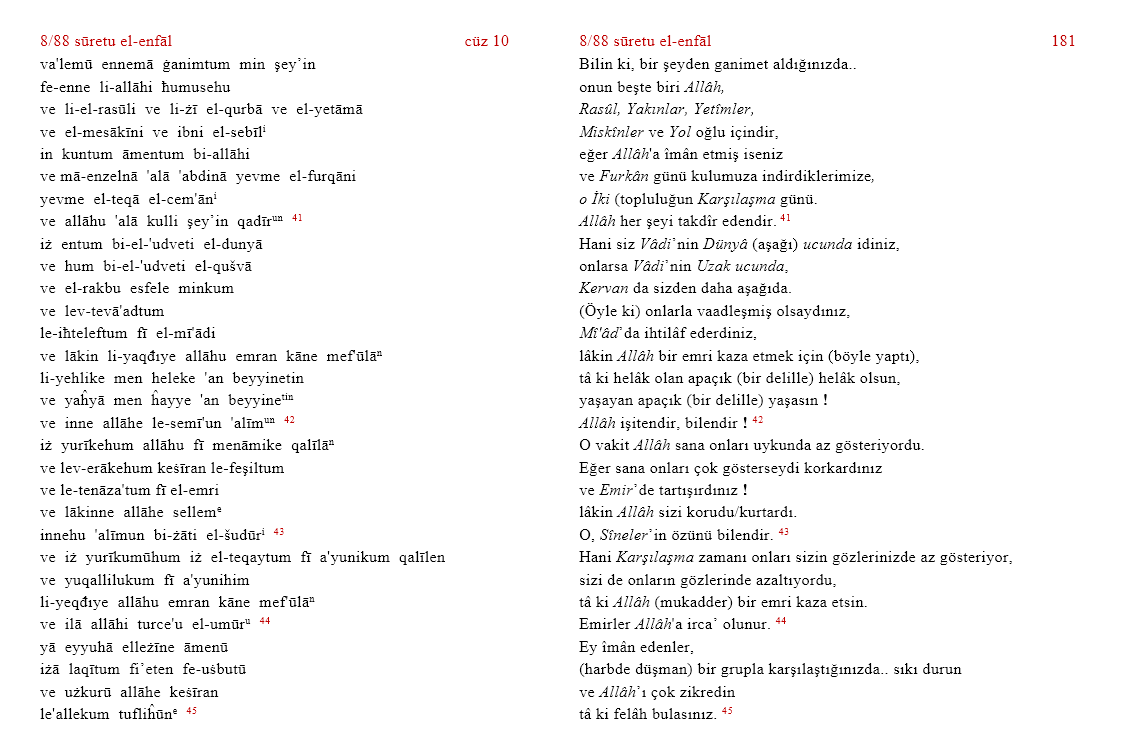 8/88 sūretu el-enfāl cüz 10
va'lemū ennemā ġanimtum min şey’in
fe-enne li-allāhi ħumusehu
ve li-el-rasūli ve li-żī el-qurbā ve el-yetāmā
ve el-mesākīni ve ibni el-sebīlⁱ
in kuntum āmentum bi-allāhi
ve mā-enzelnā 'alā 'abdinā yevme el-furqāni
yevme el-teqā el-cem'ānⁱ
ve allāhu 'alā kulli şey’in qadīrᵘⁿ 41
iż entum bi-el-'udveti el-dunyā
ve hum bi-el-'udveti el-qušvā
ve el-rakbu esfele minkum
ve lev-tevā'adtum
le-iħteleftum fī el-mī'ādi
ve lākin li-yaqđıye allāhu emran kāne mef'ūlāⁿ
li-yehlike men heleke 'an beyyinetin
ve yaĥyā men ĥayye 'an beyyineᵗⁱⁿ
ve inne allāhe le-semī'un 'alīmᵘⁿ 42
iż yurīkehum allāhu fī menāmike qalīlāⁿ
ve lev-erākehum keśīran le-feşiltum
ve le-tenāza'tum fī el-emri
ve lākinne allāhe sellemᵉ
innehu 'alīmun bi-żāti el-šudūrⁱ 43
ve iż yurīkumūhum iż el-teqaytum fī a'yunikum qalīlen
ve yuqallilukum fī a'yunihim
li-yeqđıye allāhu emran kāne mef'ūlāⁿ
ve ilā allāhi turce'u el-umūrᵘ 44
yā eyyuhā elleżīne āmenū
iżā laqītum fi’eten fe-uśbutū
ve użkurū allāhe keśīran
le'allekum tufliĥūnᵉ 45
8/88 sūretu el-enfāl 181
Bilin ki, bir şeyden ganimet aldığınızda..
onun beşte biri Allâh,
Rasûl, Yakınlar, Yetîmler,
Miskînler ve Yol oğlu içindir,
eğer Allâh'a îmân etmiş iseniz
ve Furkân günü kulumuza indirdiklerimize,
o İki (topluluğun Karşılaşma günü.
Allâh her şeyi takdîr edendir. 41
Hani siz Vâdi’nin Dünyâ (aşağı) ucunda idiniz,
onlarsa Vâdi’nin Uzak ucunda,
Kervan da sizden daha aşağıda.
(Öyle ki) onlarla vaadleşmiş olsaydınız,
Mî'âd’da ihtilâf ederdiniz,
lâkin Allâh bir emri kaza etmek için (böyle yaptı),
tâ ki helâk olan apaçık (bir delille) helâk olsun,
yaşayan apaçık (bir delille) yaşasın !
Allâh işitendir, bilendir ! 42
O vakit Allâh sana onları uykunda az gösteriyordu.
Eğer sana onları çok gösterseydi korkardınız
ve Emir’de tartışırdınız !
lâkin Allâh sizi korudu/kurtardı.
O, Sîneler’in özünü bilendir. 43
Hani Karşılaşma zamanı onları sizin gözlerinizde az gösteriyor,
sizi de onların gözlerinde azaltıyordu,
tâ ki Allâh (mukadder) bir emri kaza etsin.
Emirler Allâh'a irca’ olunur. 44
Ey îmân edenler,
(harbde düşman) bir grupla karşılaştığınızda.. sıkı durun
ve Allâh’ı çok zikredin
tâ ki felâh bulasınız. 45